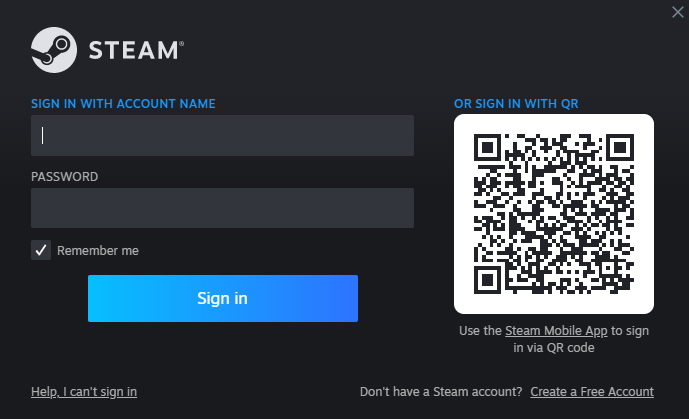 STEAM®
SIGN IN WITH ACCOUNT NAME
PASSWORD
Remember me
Sign in
Help, I can't sign in
OR SIGN IN WITH QR
Use the Steam Mobile App to sign
in via QR code
Don't have a Steam account? Create a Free Account